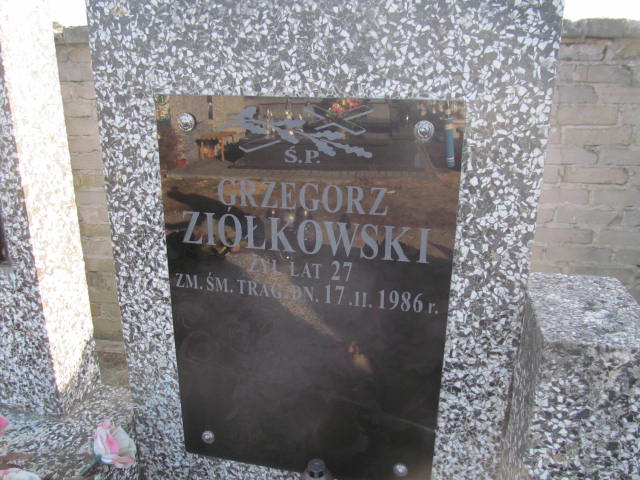 Ś.P.
GRZEGORZ
ZIÓŁKOWSKI
ŻYŁ LAT 27
ZM. ŚM. TRAG. DN. 17.II.1986 r.